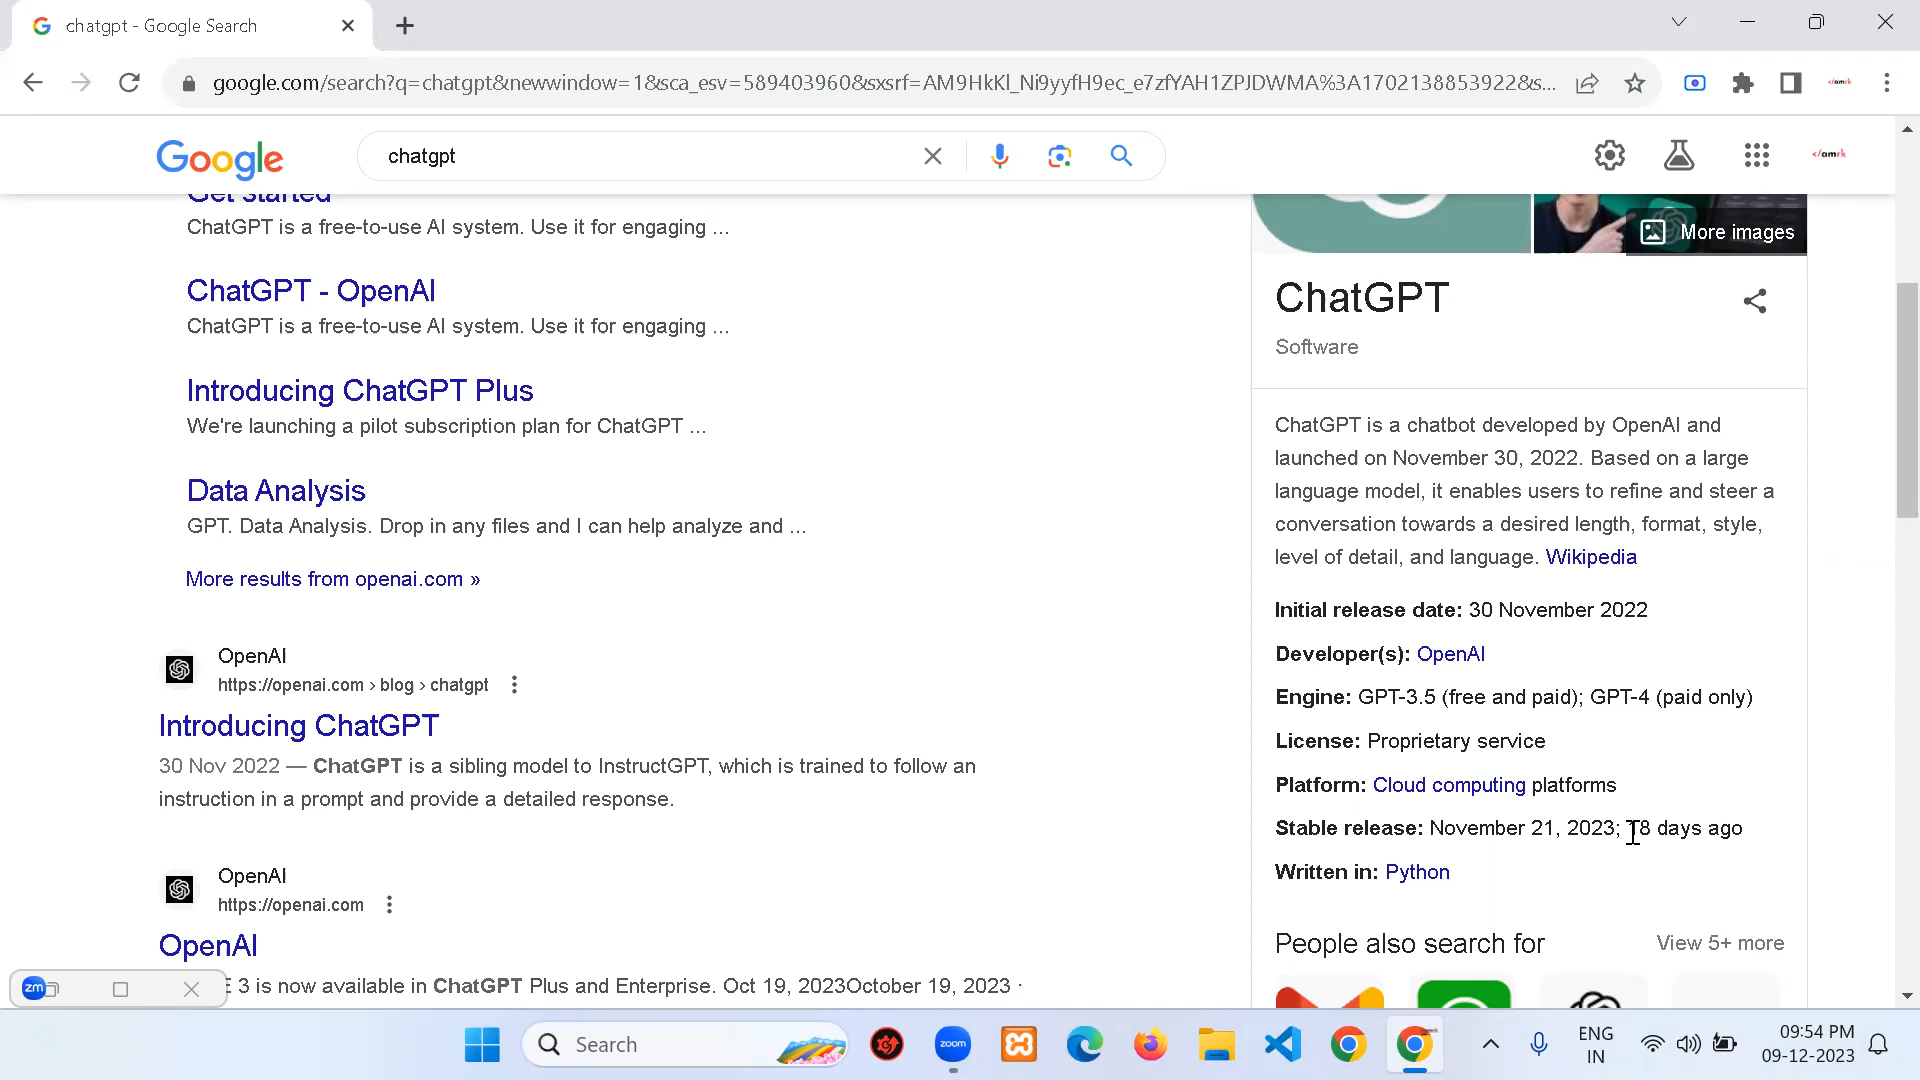 chatgpt - Google Search
google.com/search?q=chatgpt&newwindow=1&sca_esv=589403960&sxsrf=AM9HkKl_Ni9yyfH9ec_e7zfYAH1ZPJDWMA%3A1702138853922&s...
Google
chatgpt
</amrk
Get started
ChatGPT is a free-to-use AI system. Use it for engaging ...
ChatGPT - OpenAI
ChatGPT is a free-to-use AI system. Use it for engaging ...
Introducing ChatGPT Plus
We're launching a pilot subscription plan for ChatGPT ...
Data Analysis
GPT. Data Analysis. Drop in any files and I can help analyze and ...
More results from openai.com »
OpenAI
https://openai.com › blog › chatgpt
Introducing ChatGPT
30 Nov 2022 — ChatGPT is a sibling model to InstructGPT, which is trained to follow an
instruction in a prompt and provide a detailed response.
OpenAI
https://openai.com
OpenAI
E 3 is now available in ChatGPT Plus and Enterprise. Oct 19, 2023October 19, 2023 ·
More images
ChatGPT
Software
ChatGPT is a chatbot developed by OpenAI and
launched on November 30, 2022. Based on a large
language model, it enables users to refine and steer a
conversation towards a desired length, format, style,
level of detail, and language. Wikipedia
Initial release date: 30 November 2022
Developer(s): OpenAI
Engine: GPT-3.5 (free and paid); GPT-4 (paid only)
License: Proprietary service
Platform: Cloud computing platforms
Stable release: November 21, 2023; 18 days ago
Written in: Python
People also search for
View 5+ more
zm
Search
zoom
ENG
IN
09:54 PM
09-12-2023